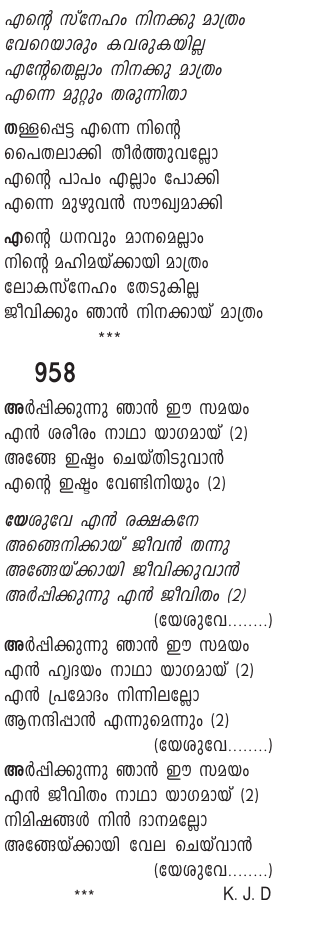 എന്റെ സ്നേഹം നിനക്കു മാത്രം
വേറെയാരും കവരുകയില്ല
എന്റേതെല്ലാം നിനക്കു മാത്രം
എന്നെ മുറ്റും തരുന്നിതാ
തള്ളപ്പെട്ട എന്നെ നിന്റെ
പൈതലാക്കി തീർത്തുവല്ലോ
എന്റെ പാപം എല്ലാം പോക്കി
എന്നെ മുഴുവൻ സൗഖ്യമാക്കി
എന്റെ ധനവും മാനമെല്ലാം
നിന്റെ മഹിമയ്ക്കായി മാത്രം
ലോകസ്നേഹം തേടുകില്ല
ജീവിക്കും ഞാൻ നിനക്കായ് മാത്രം
***
958
അർപ്പിക്കുന്നു ഞാൻ ഈ സമയം
എൻ ശരീരം നാഥാ യാഗമായ് (2)
അങ്ങേ ഇഷ്ടം ചെയ്തിടുവാൻ
എന്റെ ഇഷ്ടം വേണ്ടിനിയും (2)
യേശുവേ എൻ രക്ഷകനേ
അങ്ങെനിക്കായ് ജീവൻ തന്നു
അങ്ങേയ്ക്കായി ജീവിക്കുവാൻ
അർപ്പിക്കുന്നു എൻ ജീവിതം (2)
(യേശുവേ........)
അർപ്പിക്കുന്നു ഞാൻ ഈ സമയം
എൻ ഹൃദയം നാഥാ യാഗമായ് (2)
എൻ പ്രമോദം നിന്നിലല്ലോ
ആനന്ദിപ്പാൻ എന്നുമെന്നും (2)
(യേശുവേ........)
അർപ്പിക്കുന്നു ഞാൻ ഈ സമയം
എൻ ജീവിതം നാഥാ യാഗമായ് (2)
നിമിഷങ്ങൾ നിൻ ദാനമല്ലോ
അങ്ങേയ്ക്കായി വേല ചെയ്‌വാൻ
(യേശുവേ........)
*** K. J. D